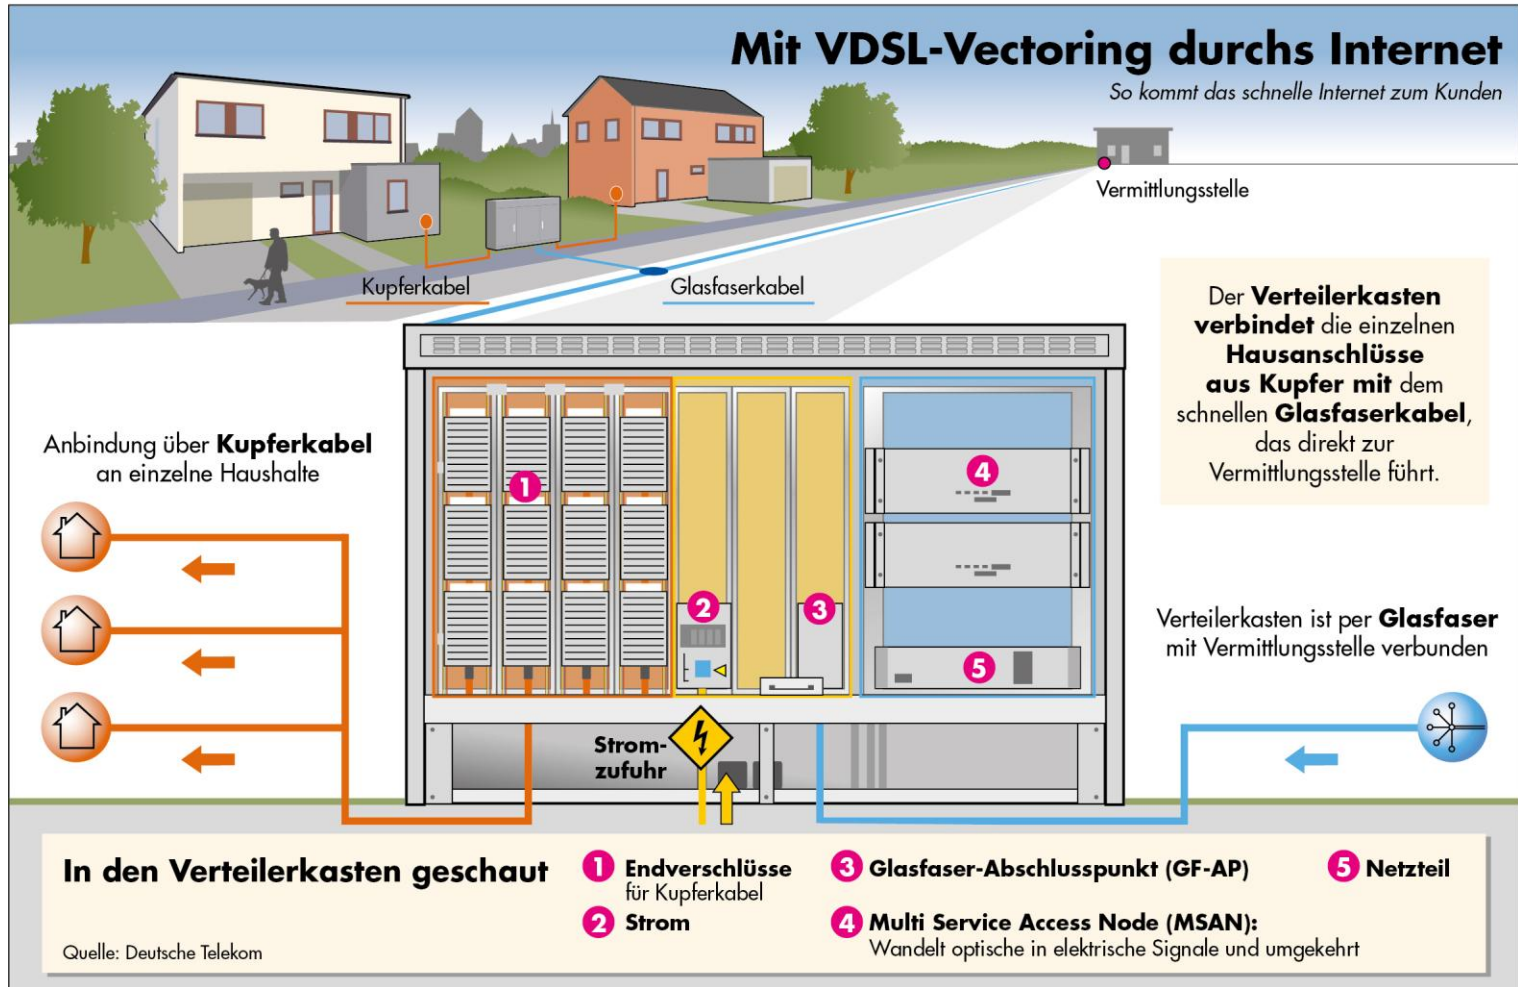 Mit VDSL-Vectoring durchs Internet
So kommt das schnelle Internet zum Kunden
Vermittlungsstelle
Kupferkabel
Glasfaserkabel
Der Verteilerkasten
verbindet die einzelnen
Hausanschlüsse
aus Kupfer mit dem
schnellen Glasfaserkabel,
das direkt zur
Vermittlungsstelle führt.
Anbindung über Kupferkabel
an einzelne Haushalte
1
4
2
3
5
Verteilerkasten ist per Glasfaser
mit Vermittlungsstelle verbunden
Strom-
zufuhr
In den Verteilerkasten geschaut
1 Endverschlüsse
für Kupferkabel
2 Strom
3 Glasfaser-Abschlusspunkt (GF-AP)
4 Multi Service Access Node (MSAN):
Wandelt optische in elektrische Signale und umgekehrt
5 Netzteil
Quelle: Deutsche Telekom